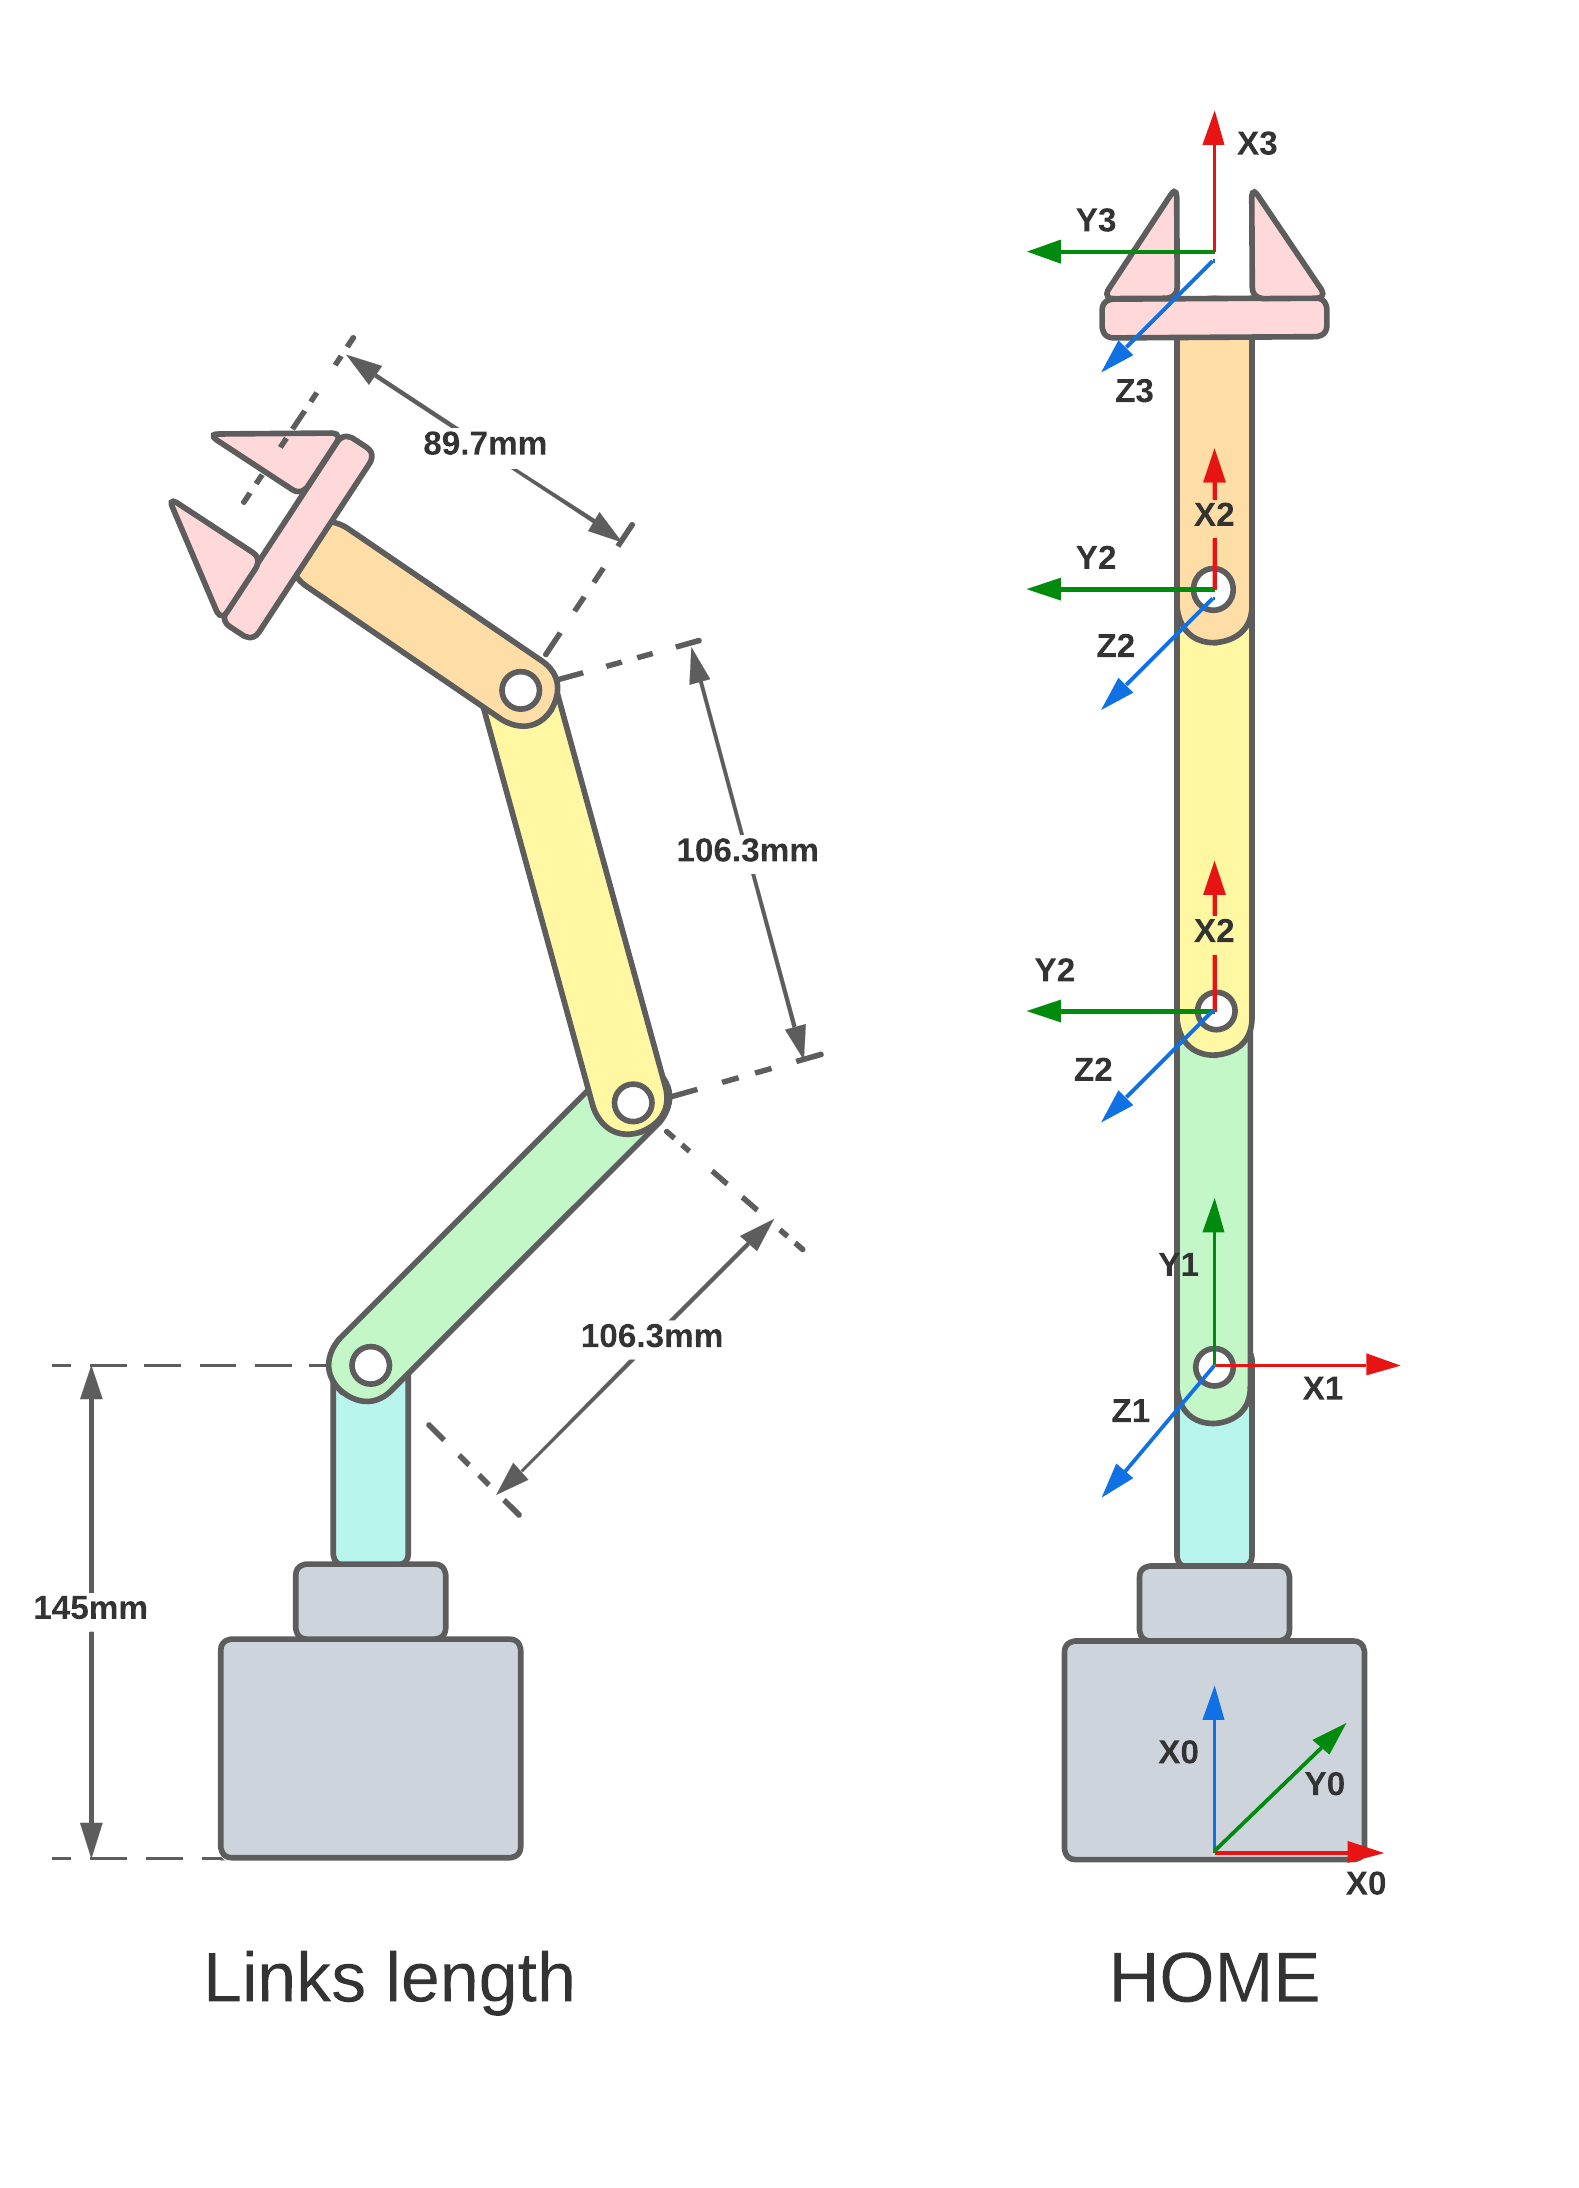 89.7mm
106.3mm
106.3mm
145mm
Links length
X3
Y3
Z3
X2
Y2
Z2
X2
Y2
Z2
Y1
X1
Z1
X0
Y0
X0
HOME